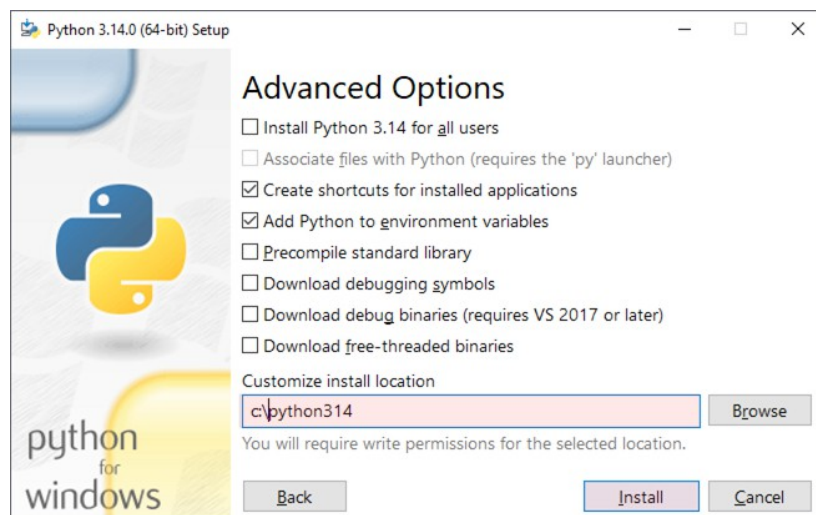 Python 3.14.0 (64-bit) Setup
Advanced Options
Install Python 3.14 for all users
Associate files with Python (requires the 'py' launcher)
Create shortcuts for installed applications
Add Python to environment variables
Precompile standard library
Download debugging symbols
Download debug binaries (requires VS 2017 or later)
Download free-threaded binaries
Customize install location
c:\python314
Browse
You will require write permissions for the selected location.
python
for
windows
Back
Install
Cancel